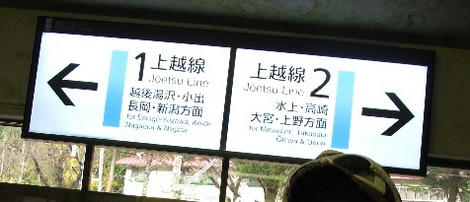 1 上越線
Joetsu Line
越後湯沢・小出
長岡・新潟方面
for Echigo-Yuzawa, Koide
Nagaoka & Niigata
上越線 2
Joetsu Line
水上・高崎
大宮・上野方面
for Minakami, Takasaki
Omiya & Ueno